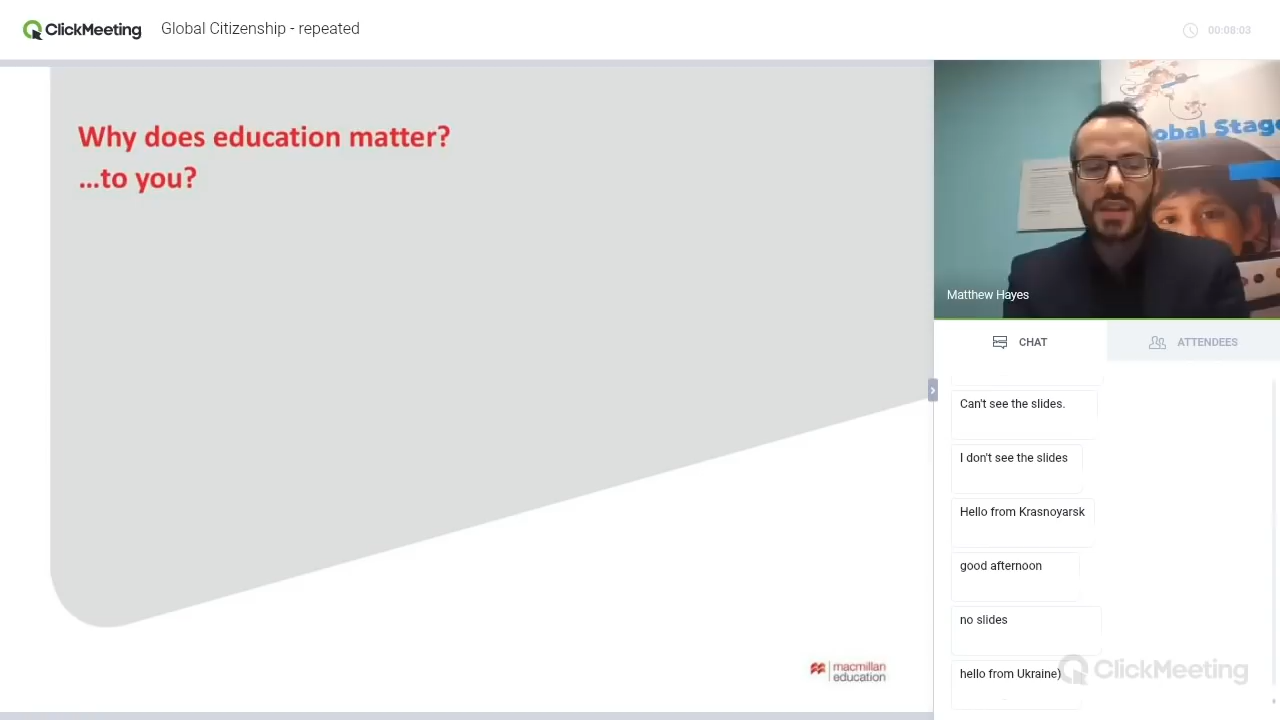 ClickMeeting
Global Citizenship - repeated
00:08:03
Why does education matter?
...to you?
macmillan
education
obal Stage
Matthew Hayes
CHAT
ATTENDEES
Can't see the slides.
I don't see the slides
Hello from Krasnoyarsk
good afternoon
no slides
hello from Ukraine)
ClickMeeting